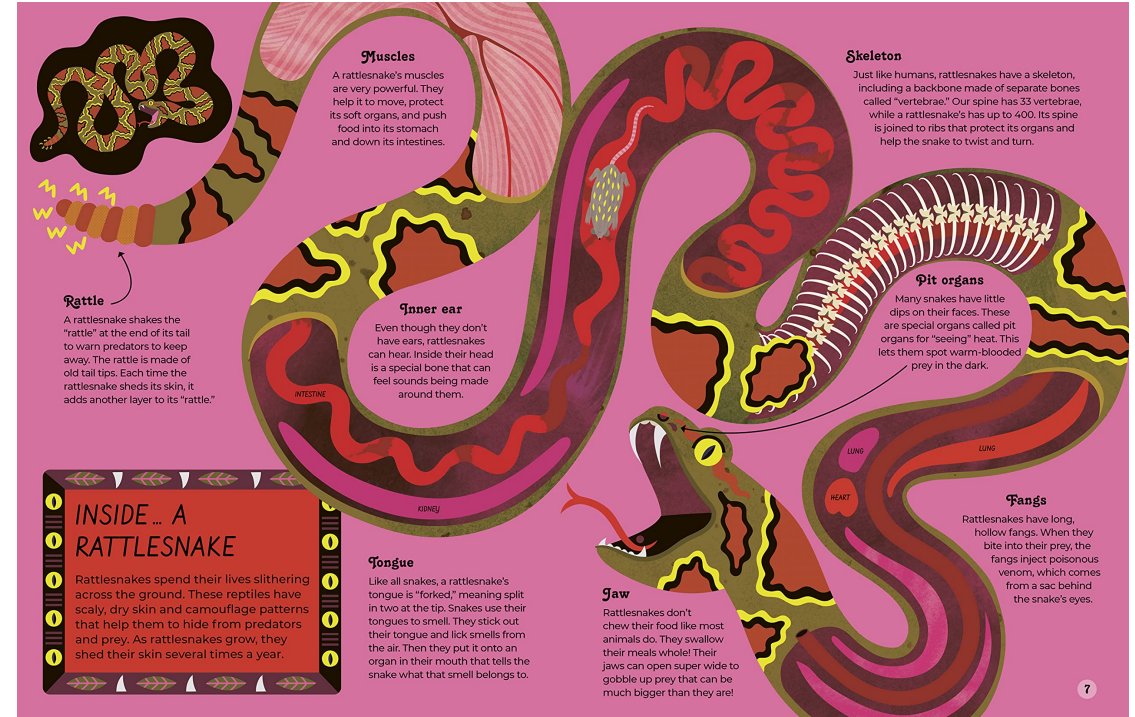 Muscles
A rattlesnake's muscles
are very powerful. They
help it to move, protect
its soft organs, and push
food into its stomach
and down its intestines.
Skeleton
Just like humans, rattlesnakes have a skeleton,
including a backbone made of separate bones
called "vertebrae." Our spine has 33 vertebrae,
while a rattlesnake's has up to 400. Its spine
is joined to ribs that protect its organs and
help the snake to twist and turn.
Rattle
A rattlesnake shakes the
"rattle" at the end of its tail
to warn predators to keep
away. The rattle is made of
old tail tips. Each time the
rattlesnake sheds its skin, it
adds another layer to its "rattle."
Inner ear
Even though they don't
have ears, rattlesnakes
can hear. Inside their head
is a special bone that can
feel sounds being made
around them.
Pit organs
Many snakes have little
dips on their faces. These
are special organs called pit
organs for "seeing" heat. This
lets them spot warm-blooded
prey in the dark.
INTESTINE
KIDNEY
LUNG
LUNG
HEART
INSIDE... A
RATTLESNAKE
Rattlesnakes spend their lives slithering
across the ground. These reptiles have
scaly, dry skin and camouflage patterns
that help them to hide from predators
and prey. As rattlesnakes grow, they
shed their skin several times a year.
Tongue
Like all snakes, a rattlesnake's
tongue is "forked," meaning split
in two at the tip. Snakes use their
tongues to smell. They stick out
their tongue and lick smells from
the air. Then they put it onto an
organ in their mouth that tells the
snake what that smell belongs to.
Jaw
Rattlesnakes don't
chew their food like most
animals do. They swallow
their meals whole! Their
jaws can open super wide to
gobble up prey that can be
much bigger than they are!
Fangs
Rattlesnakes have long,
hollow fangs. When they
bite into their prey, the
fangs inject poisonous
venom, which comes
from a sac behind
the snake's eyes.
7